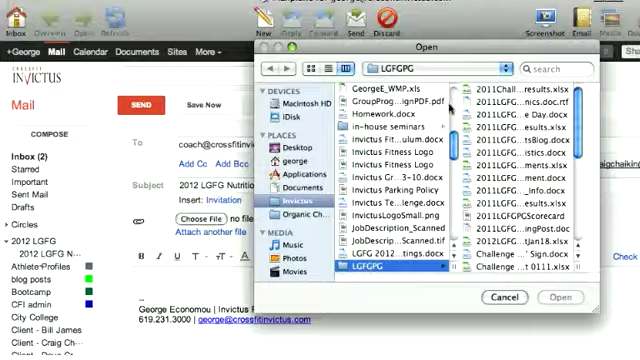 Inbox
Overview
Refresh
New
Reply
Forward
Send
Discard
Screenshot
Email
Rules
+George Mail Calendar Documents Sites More
INVICTUS
Mail
SEND
Save Now
COMPOSE
Inbox (2)
Starred
Important
Sent Mail
Drafts
Circles
2012 LGFG
2012 LGFG N...
Athlete Profiles
blog posts
Bootcamp
CFI admin
City College
Client - Bill James
Client - Craig Ch...
To
coach@crossfitinvictus
Add Cc Add Bcc
Subject
2012 LGFG Nutrition
Insert: Invitation
Choose File No file
Attach another file
B I U
Check
--
George Economou | Invictus
619.231.3000 | george@crossfitinvictus.com
Open
LGFGPG
search
DEVICES
Macintosh HD
iDisk
PLACES
Desktop
george
Applications
Documents
Invictus
Organic Ch...
MEDIA
Music
Photos
Movies
GeorgeE_WMP.xls
GroupProg...ignPDF.pdf
Homework.docx
in-house seminars
Invictus Fit...ulum.docx
Invictus Fitness Logo
Invictus Fitness Logo
Invictus Gr...3-10.docx
Invictus Parking Policy
Invictus Te...lenge.docx
InvictusLogoSmall.png
JobDescrip...Scanned
JobDescrip...Scanned.tif
LGFG 2012 ...tings.docx
LGFGPG
2011Chall...results.xlsx
2011LGFG...nics.doc.rtf
2011LGFG...e Day.docx
2011LGFG...esults.xlsx
2011LGFG...tsBlog.docx
2011LGFG...istics.docx
2011LGFG...ments.xlsx
2011LGFG...ment.docx
2011LGFG..._Info.docx
2011LGFG...esults.xlsx
2011LGFGPGScorecard
2011LGFG...ingPost.doc
2012LGFG...tJan18.xlsx
Challenge ...' Sign.docx
Challenge ...t 0111.xlsx
Cancel
Open